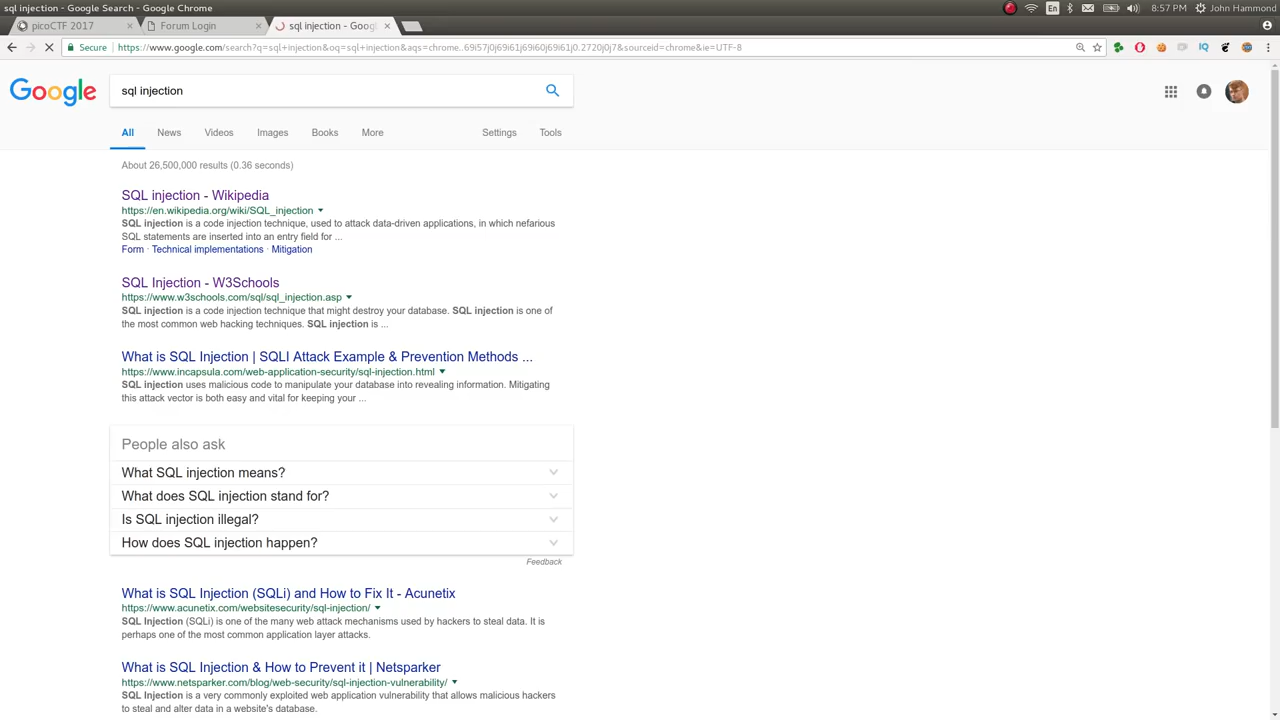 sql injection - Google Search - Google Chrome
En
8:57 PM
John Hammond
picoCTF 2017
Forum Login
sql injection - Goog
Secure
https://www.google.com/search?q=sql+injection&oq=sql+injection&aqs=chrome..69i57j0j69i61j69i60j69i61j0.2720j0j7&sourceid=chrome&ie=UTF-8
IQ
Google
sql injection
All
News
Videos
Images
Books
More
Settings
Tools
About 26,500,000 results (0.36 seconds)
SQL injection - Wikipedia
https://en.wikipedia.org/wiki/SQL_injection
SQL injection is a code injection technique, used to attack data-driven applications, in which nefarious
SQL statements are inserted into an entry field for ...
Form · Technical implementations · Mitigation
SQL Injection - W3Schools
https://www.w3schools.com/sql/sql_injection.asp
SQL injection is a code injection technique that might destroy your database. SQL injection is one of
the most common web hacking techniques. SQL injection is ...
What is SQL Injection | SQLI Attack Example & Prevention Methods ...
https://www.incapsula.com/web-application-security/sql-injection.html
SQL injection uses malicious code to manipulate your database into revealing information. Mitigating
this attack vector is both easy and vital for keeping your ...
People also ask
What SQL injection means?
What does SQL injection stand for?
Is SQL injection illegal?
How does SQL injection happen?
Feedback
What is SQL Injection (SQLi) and How to Fix It - Acunetix
https://www.acunetix.com/websitesecurity/sql-injection/
SQL Injection (SQLi) is one of the many web attack mechanisms used by hackers to steal data. It is
perhaps one of the most common application layer attacks.
What is SQL Injection & How to Prevent it | Netsparker
https://www.netsparker.com/blog/web-security/sql-injection-vulnerability/
SQL Injection is a very commonly exploited web application vulnerability that allows malicious hackers
to steal and alter data in a website's database.